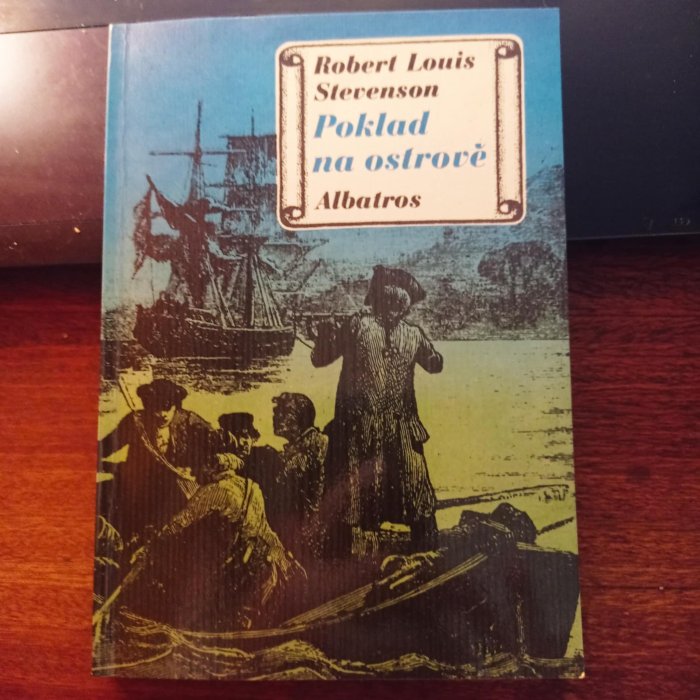 Robert Louis
Stevenson
Poklad
na ostrově
Albatros